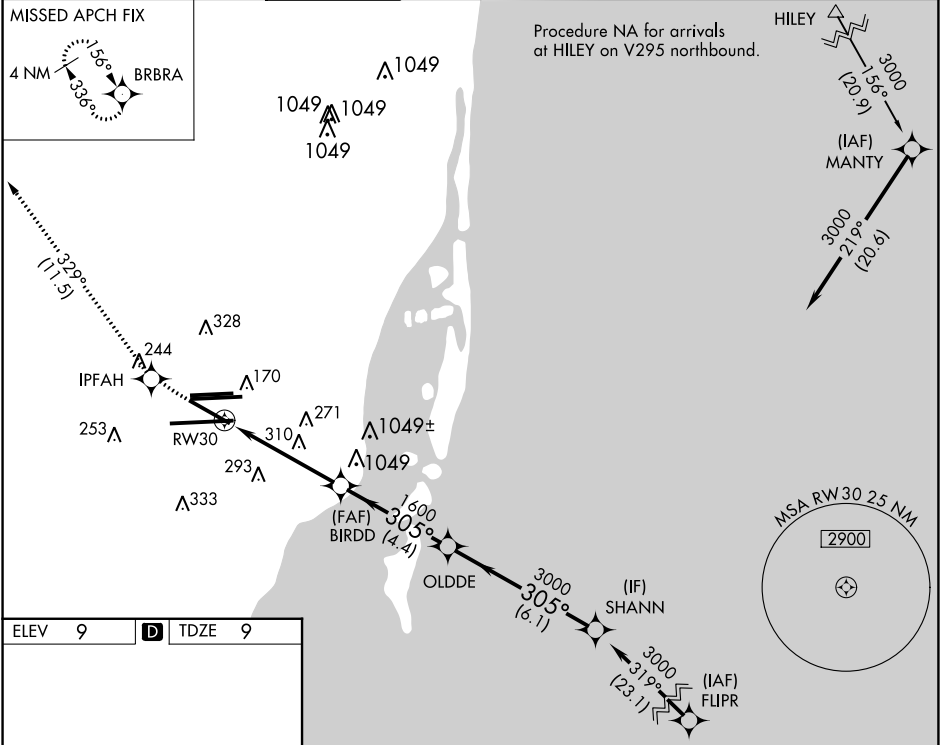 MISSED APCH FIX
4 NM
156°
336°
BRBRA
1049
1049
1049
1049
Procedure NA for arrivals
at HILEY on V295 northbound.
HILEY
3000
156°
(20.9)
(IAF)
MANTY
3000
219°
(20.6)
329°
(11.5)
328
244
IPFAH
170
253
RW30
271
310
1049±
1049
293
333
(FAF)
BIRDD
1600
305°
(4.4)
OLDDE
3000
305°
(6.1)
(IF)
SHANN
3000
319°
(23.1)
(IAF)
FLIPR
MSA RW30 25 NM
2900
ELEV 9 D TDZE 9